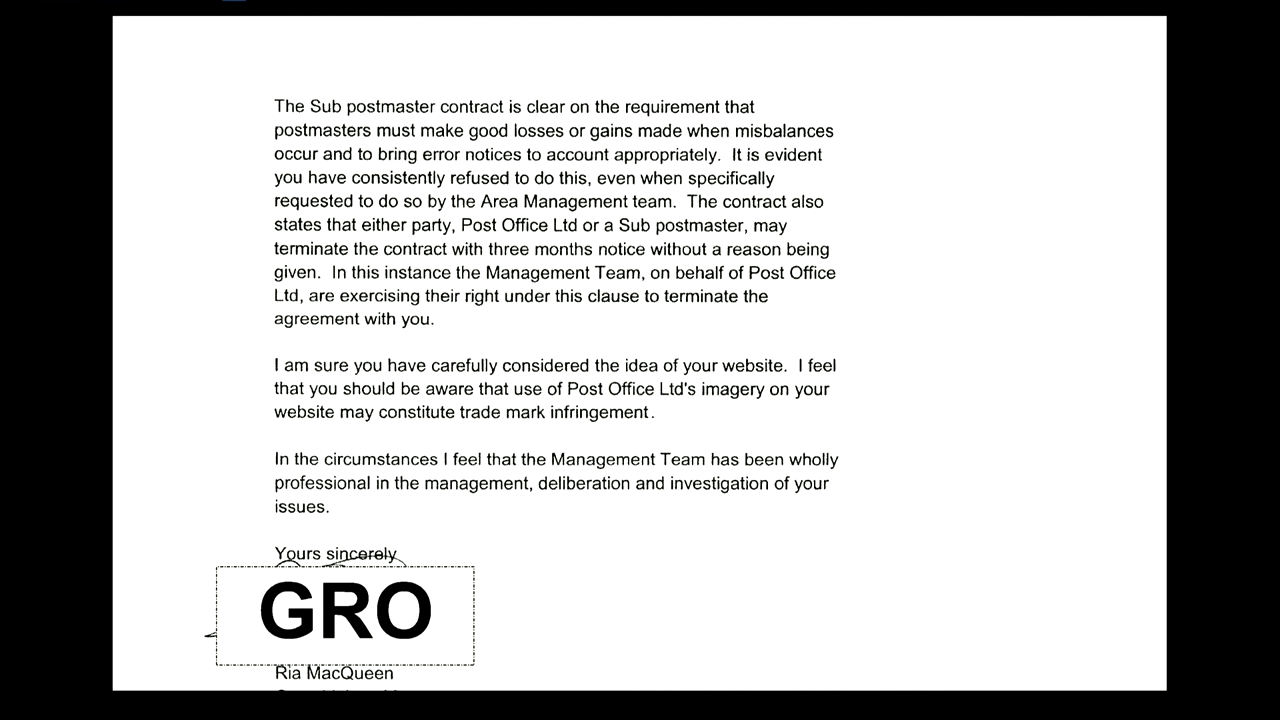 The Sub postmaster contract is clear on the requirement that
postmasters must make good losses or gains made when misbalances
occur and to bring error notices to account appropriately.  It is evident
you have consistently refused to do this, even when specifically
requested to do so by the Area Management team.  The contract also
states that either party, Post Office Ltd or a Sub postmaster, may
terminate the contract with three months notice without a reason being
given.  In this instance the Management Team, on behalf of Post Office
Ltd, are exercising their right under this clause to terminate the
agreement with you.
I am sure you have carefully considered the idea of your website.  I feel
that you should be aware that use of Post Office Ltd's imagery on your
website may constitute trade mark infringement.
In the circumstances I feel that the Management Team has been wholly
professional in the management, deliberation and investigation of your
issues.
Yours sincerely
GRO
Ria MacQueen